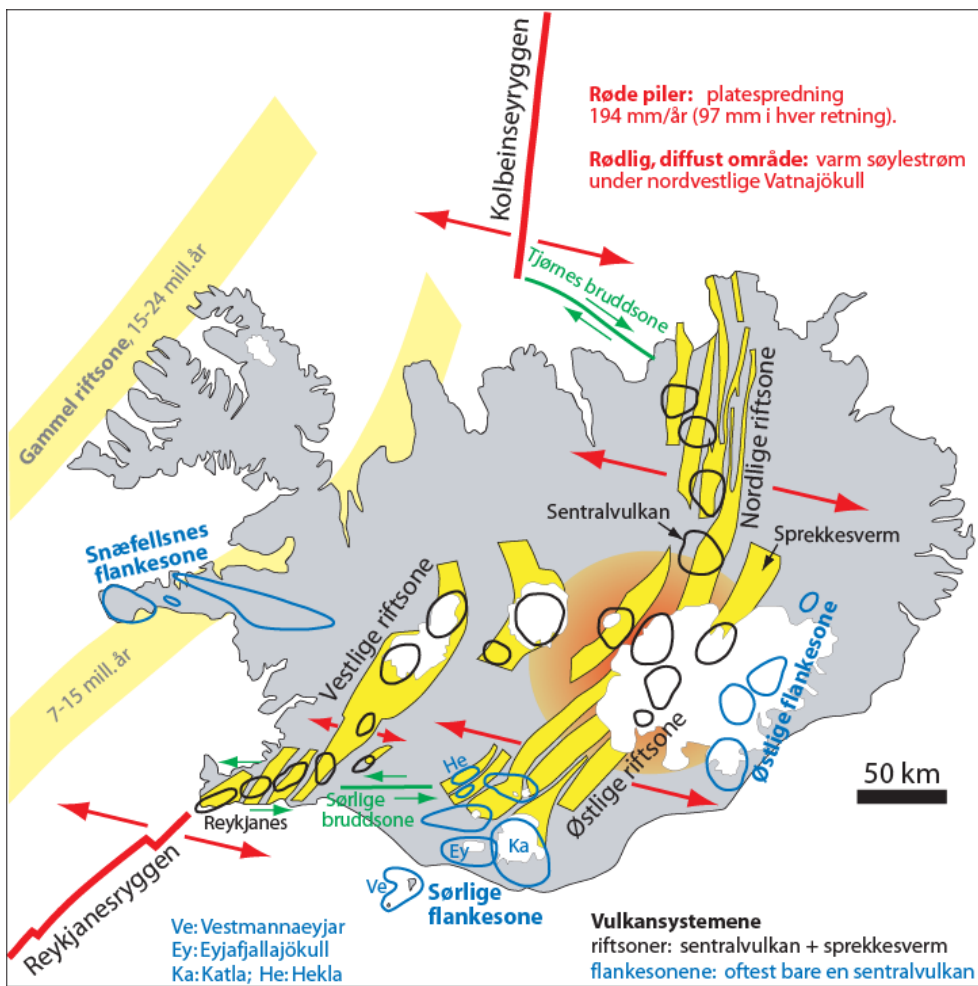 Kolbeinseyryggen
Røde piler: platespredning
194 mm/år (97 mm i hver retning).
Rødlig, diffust område: varm søylestrøm
under nordvestlige Vatnajökull
Gammel riftsone, 15-24 mill.år
Tjørnes bruddsone
Nordlige riftsone
Sentralvulkan
Sprekkesverm
Snæfellsnes
flankesone
Vestlige riftsone
7-15 mill.år
Østlige flankesone
Østlige riftsone
50 km
He
Sørlige
bruddsone
Reykjanes
Ey
Ka
Ve
Sørlige
flankesone
Reykjanesryggen
Ve: Vestmannaeyjar
Ey: Eyjafjallajökull
Ka: Katla; He: Hekla
Vulkansystemene
riftsoner: sentralvulkan + sprekkesverm
flankesonene: oftest bare en sentralvulkan